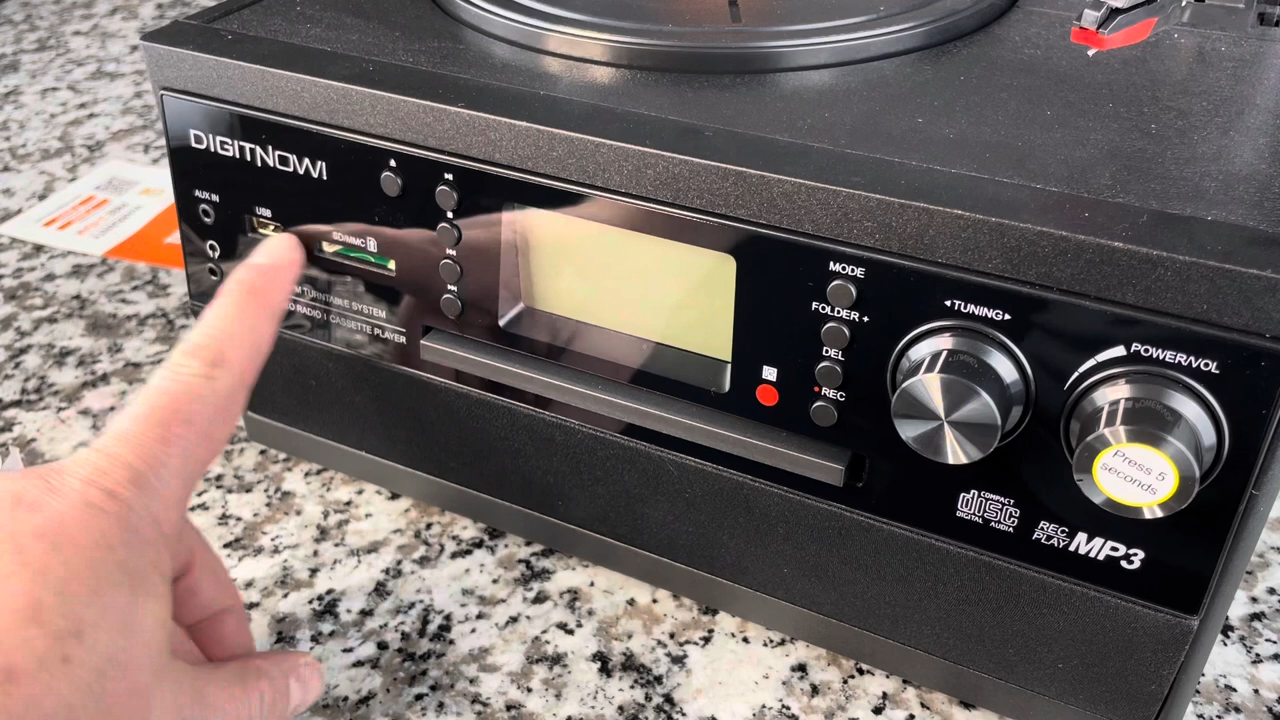 DIGITNOW!
AUX IN
USB
SD/MMC
M TURNTABLE SYSTEM
O RADIO | CASSETTE PLAYER
MODE
FOLDER +
DEL
REC
◄TUNING►
POWER/VOL
Press 5
seconds
COMPACT
disc
DIGITAL AUDIO
REC
PLAY
MP3